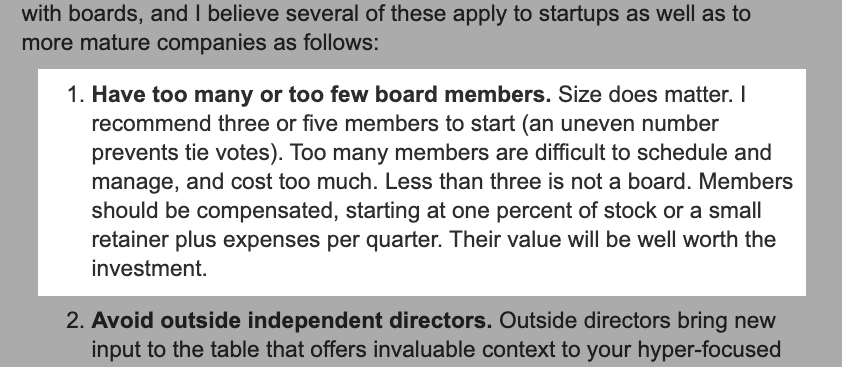 with boards, and I believe several of these apply to startups as well as to
more mature companies as follows:
1. Have too many or too few board members. Size does matter. I
recommend three or five members to start (an uneven number
prevents tie votes). Too many members are difficult to schedule and
manage, and cost too much. Less than three is not a board. Members
should be compensated, starting at one percent of stock or a small
retainer plus expenses per quarter. Their value will be well worth the
investment.
2. Avoid outside independent directors. Outside directors bring new
input to the table that offers invaluable context to your hyper-focused